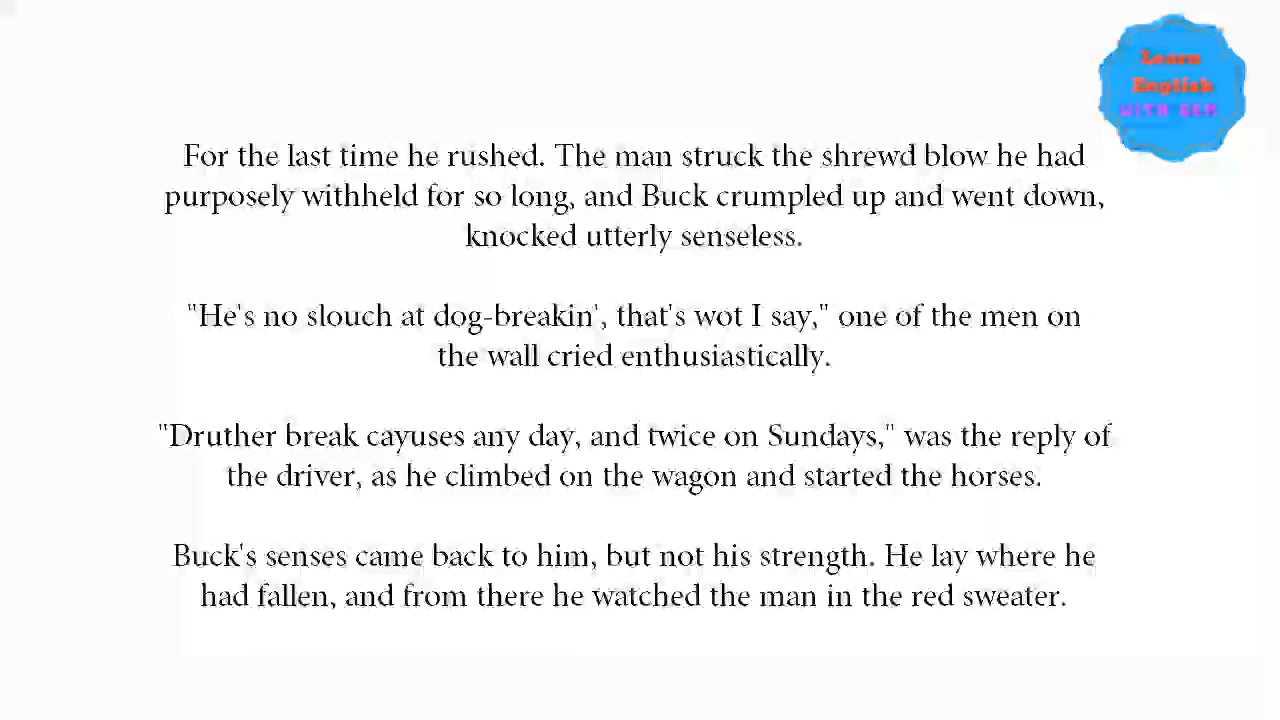 Learn
English
WITH GEM
For the last time he rushed. The man struck the shrewd blow he had
purposely withheld for so long, and Buck crumpled up and went down,
knocked utterly senseless.
"He's no slouch at dog-breakin', that's wot I say," one of the men on
the wall cried enthusiastically.
"Druther break cayuses any day, and twice on Sundays," was the reply of
the driver, as he climbed on the wagon and started the horses.
Buck's senses came back to him, but not his strength. He lay where he
had fallen, and from there he watched the man in the red sweater.